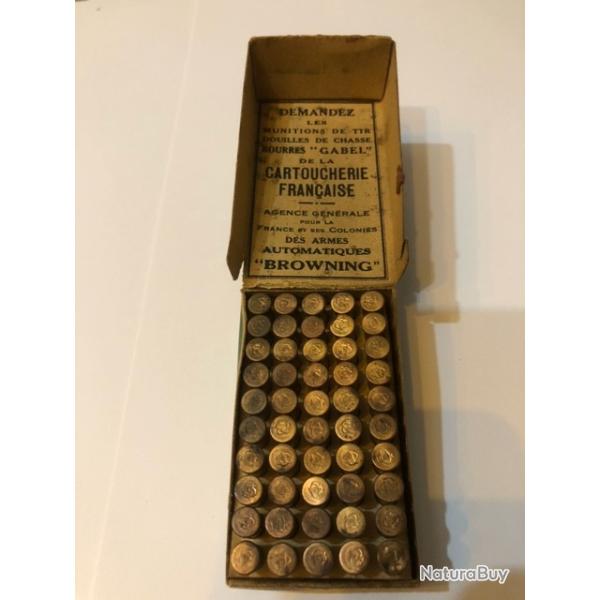 DEMANDEZ
LES
MUNITIONS DE TIR
DOUILLES DE CHASSE
BOURRES "GABEL"
DE LA
CARTOUCHERIE
FRANÇAISE
AGENCE GÉNÉRALE
POUR LA
FRANCE ET SES COLONIES
DES ARMES
AUTOMATIQUES
"BROWNING"
NaturaBuy